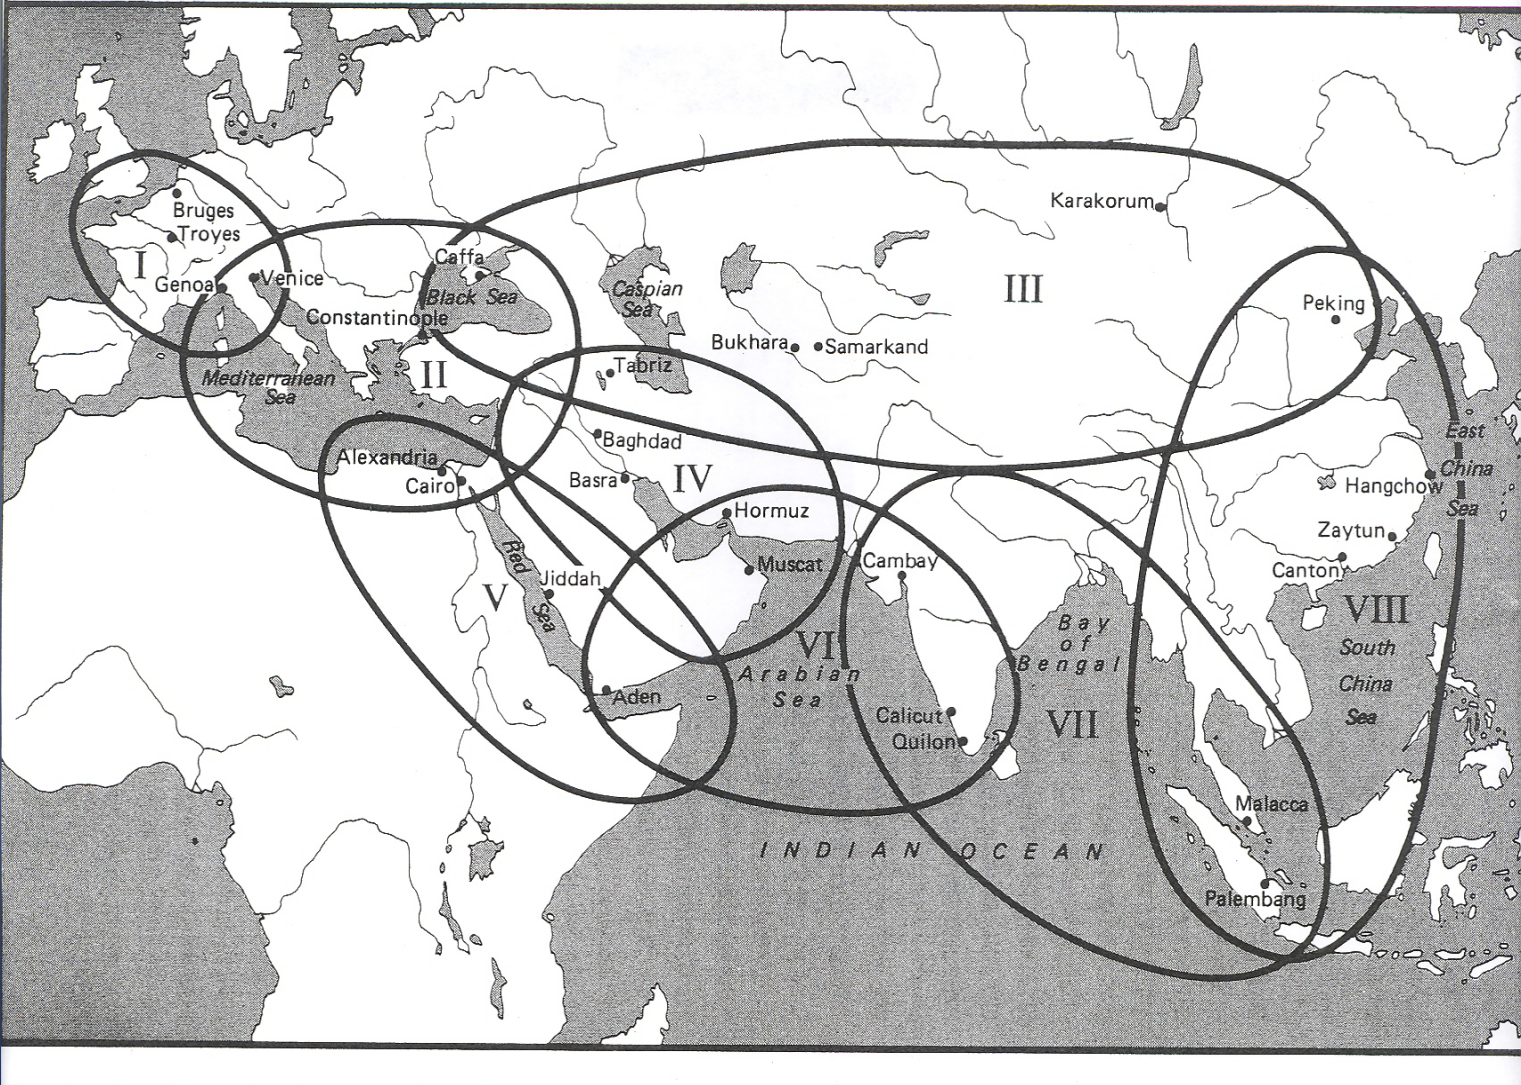 Bruges
Troyes
I
Genoa
Venice
Caffa
Black Sea
Constantinople
Caspian
Sea
Karakorum
III
Peking
Bukhara
Samarkand
Mediterranean
Sea
II
Tabriz
Alexandria
Cairo
Baghdad
Basra
IV
Hormuz
Muscat
Red
Sea
Jiddah
V
Aden
Cambay
VI
Arabian
Sea
Calicut
Quilon
Bay
of
Bengal
VII
East
China
Sea
Hangchow
Zaytun
Canton
VIII
South
China
Sea
Malacca
Palembang
INDIAN OCEAN